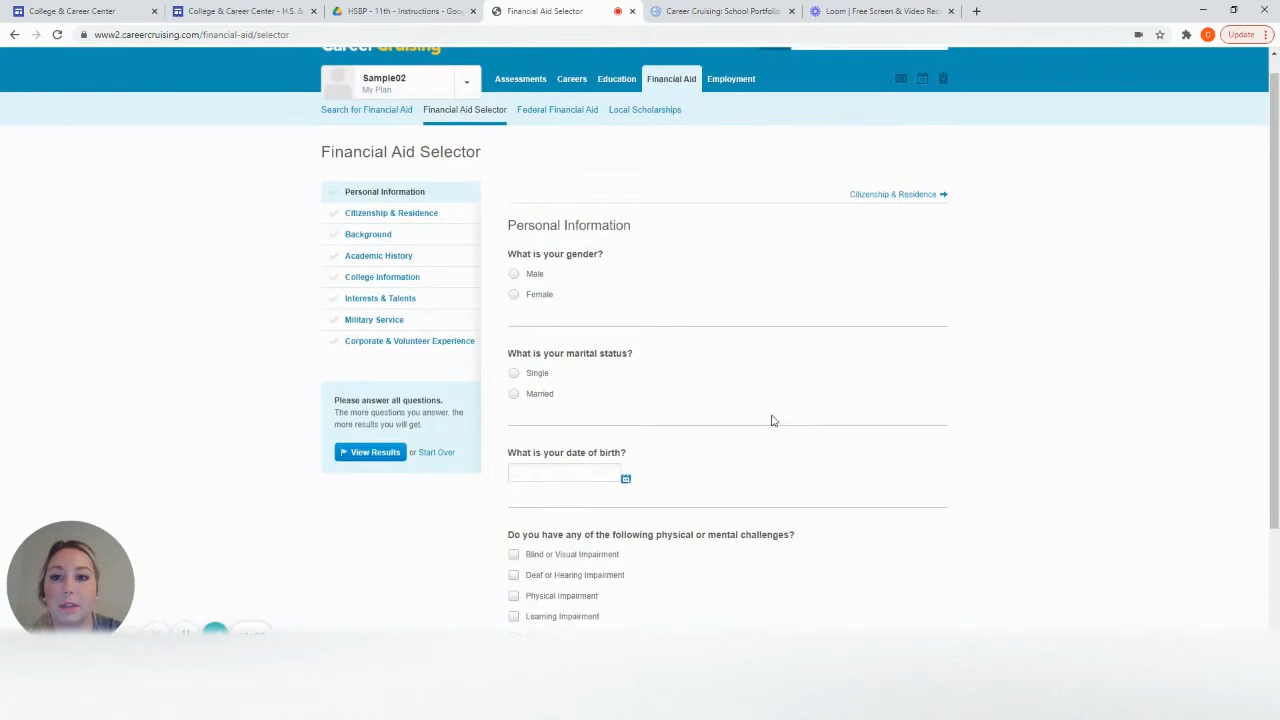 College & Career Center
College & Career Center - H.S. &
HSBP - 11th - Instructions - Goo
Financial Aid Selector
Career Cruising: School Portfolio
Loom | Free Screen & Video Rec
www2.careercruising.com/financial-aid/selector
Update
Career Cruising
Sample02
My Plan
Assessments
Careers
Education
Financial Aid
Employment
Search for Financial Aid
Financial Aid Selector
Federal Financial Aid
Local Scholarships
Financial Aid Selector
Personal Information
Citizenship & Residence
Background
Academic History
College Information
Interests & Talents
Military Service
Corporate & Volunteer Experience
Please answer all questions.
The more questions you answer, the
more results you will get.
View Results or Start Over
Citizenship & Residence
Personal Information
What is your gender?
Male
Female
What is your marital status?
Single
Married
What is your date of birth?
Do you have any of the following physical or mental challenges?
Blind or Visual Impairment
Deaf or Hearing Impairment
Physical Impairment
Learning Impairment